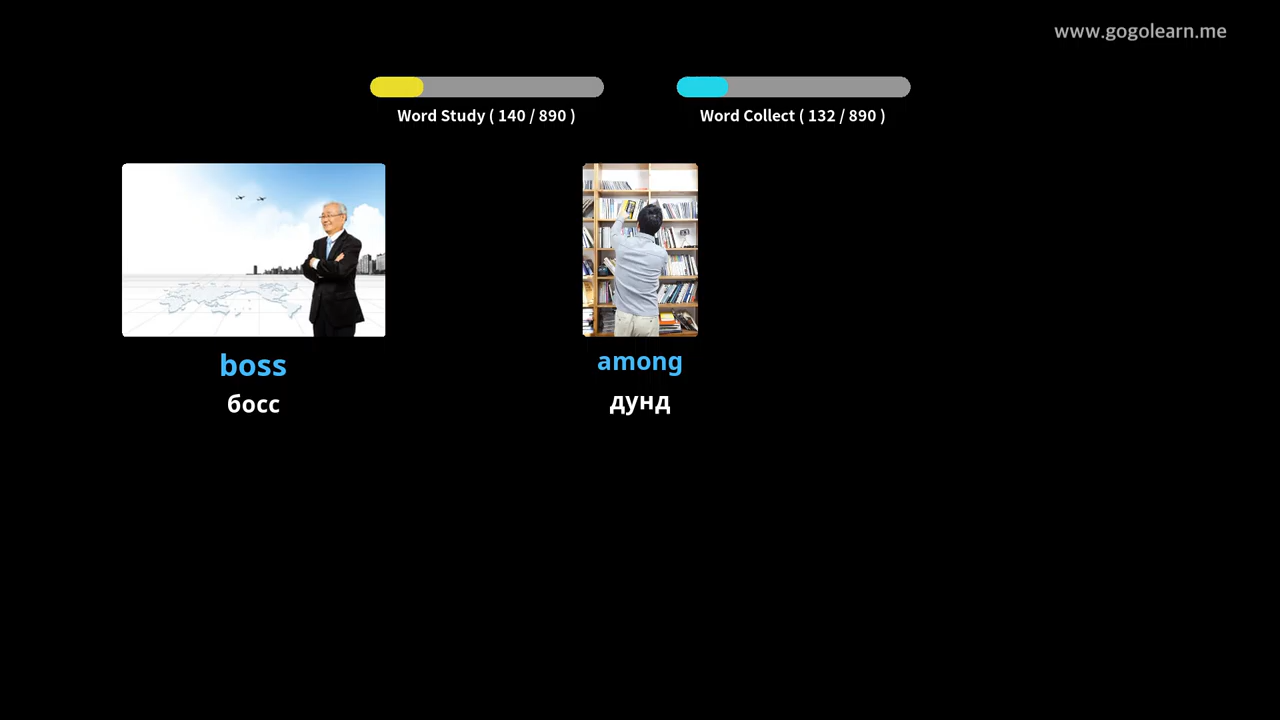 www.gogolearn.me
Word Study ( 140 / 890 )
Word Collect ( 132 / 890 )
boss
босс
among
дунд